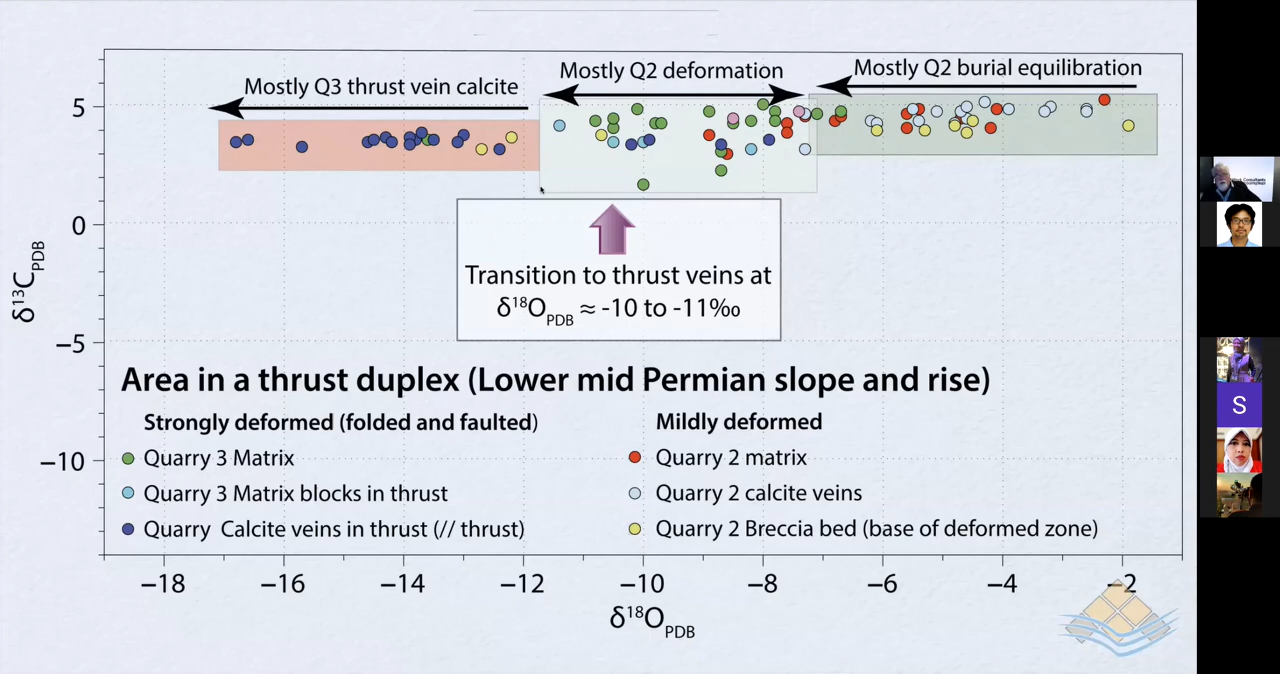 Mostly Q3 thrust vein calcite
Mostly Q2 deformation
Mostly Q2 burial equilibration
5
0
−5
−10
δ¹³C_PDB
Transition to thrust veins at
δ¹⁸O_PDB ≈ -10 to -11‰
Area in a thrust duplex (Lower mid Permian slope and rise)
Strongly deformed (folded and faulted)
Quarry 3 Matrix
Quarry 3 Matrix blocks in thrust
Quarry Calcite veins in thrust (// thrust)
Mildly deformed
Quarry 2 matrix
Quarry 2 calcite veins
Quarry 2 Breccia bed (base of deformed zone)
−18 −16 −14 −12 −10 −8 −6 −4 −2
δ¹⁸O_PDB
S